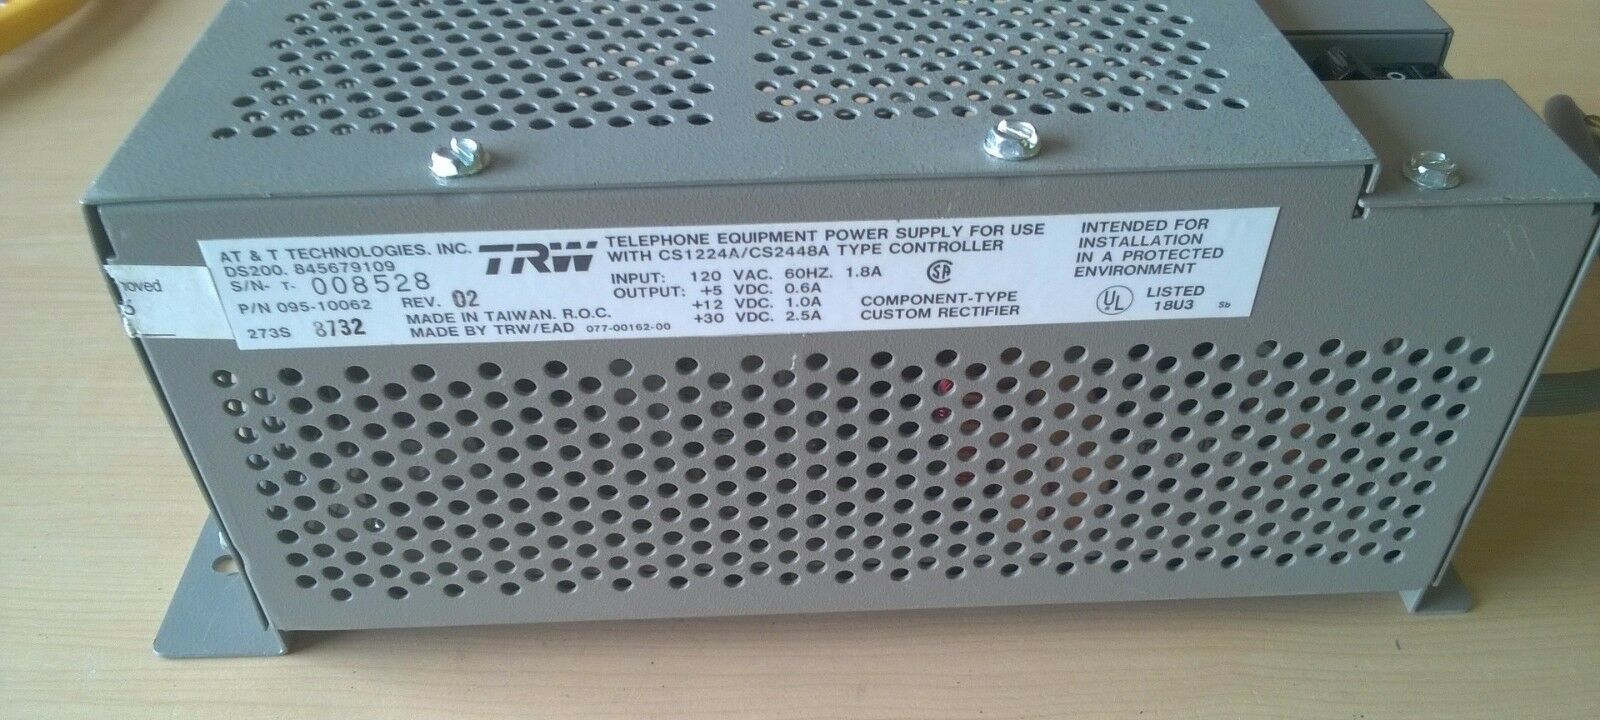 AT & T TECHNOLOGIES. INC.
DS200. 845679109
S/N- T. 008528
P/N 095-10062 REV. 02
273S 8732
MADE IN TAIWAN. R.O.C.
MADE BY TRW/EAD 077-00162-00
TRW
TELEPHONE EQUIPMENT POWER SUPPLY FOR USE
WITH CS1224A/CS2448A TYPE CONTROLLER
INPUT: 120 VAC. 60HZ. 1.8A
OUTPUT: +5 VDC. 0.6A
+12 VDC. 1.0A
+30 VDC. 2.5A
SA
COMPONENT-TYPE
CUSTOM RECTIFIER
INTENDED FOR
INSTALLATION
IN A PROTECTED
ENVIRONMENT
UL LISTED
18U3 Sb